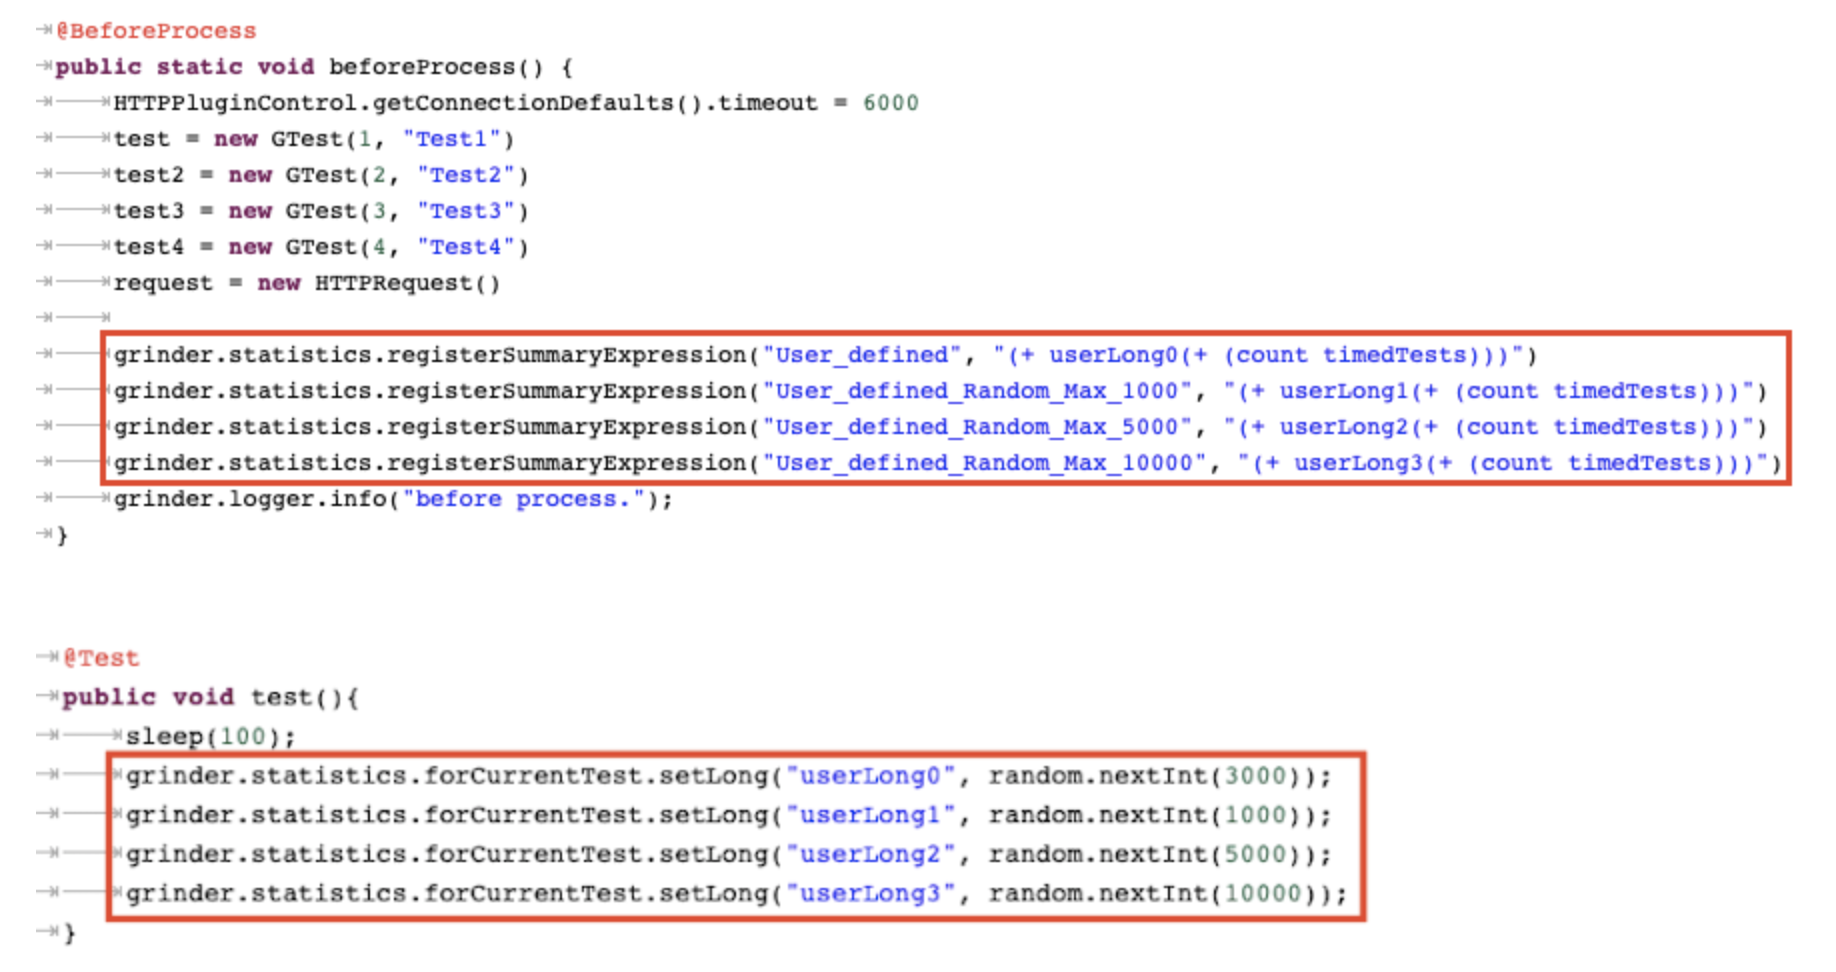 @BeforeProcess
public static void beforeProcess() {
HTTPPluginControl.getConnectionDefaults().timeout = 6000
test = new GTest(1, "Test1")
test2 = new GTest(2, "Test2")
test3 = new GTest(3, "Test3")
test4 = new GTest(4, "Test4")
request = new HTTPRequest()
grinder.statistics.registerSummaryExpression("User_defined", "(+ userLong0(+ (count timedTests)))")
grinder.statistics.registerSummaryExpression("User_defined_Random_Max_1000", "(+ userLong1(+ (count timedTests)))")
grinder.statistics.registerSummaryExpression("User_defined_Random_Max_5000", "(+ userLong2(+ (count timedTests)))")
grinder.statistics.registerSummaryExpression("User_defined_Random_Max_10000", "(+ userLong3(+ (count timedTests)))")
grinder.logger.info("before process.");
}
@Test
public void test(){
sleep(100);
grinder.statistics.forCurrentTest.setLong("userLong0", random.nextInt(3000));
grinder.statistics.forCurrentTest.setLong("userLong1", random.nextInt(1000));
grinder.statistics.forCurrentTest.setLong("userLong2", random.nextInt(5000));
grinder.statistics.forCurrentTest.setLong("userLong3", random.nextInt(10000));
}